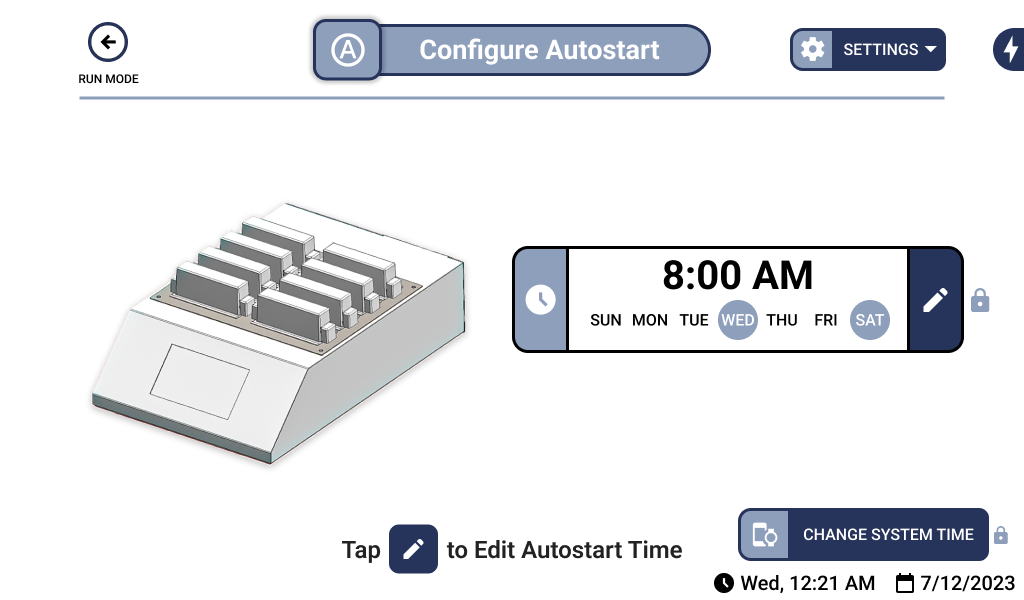 RUN MODE
A
Configure Autostart
SETTINGS
8:00 AM
SUN MON TUE WED THU FRI SAT
Tap to Edit Autostart Time
CHANGE SYSTEM TIME
Wed, 12:21 AM 7/12/2023